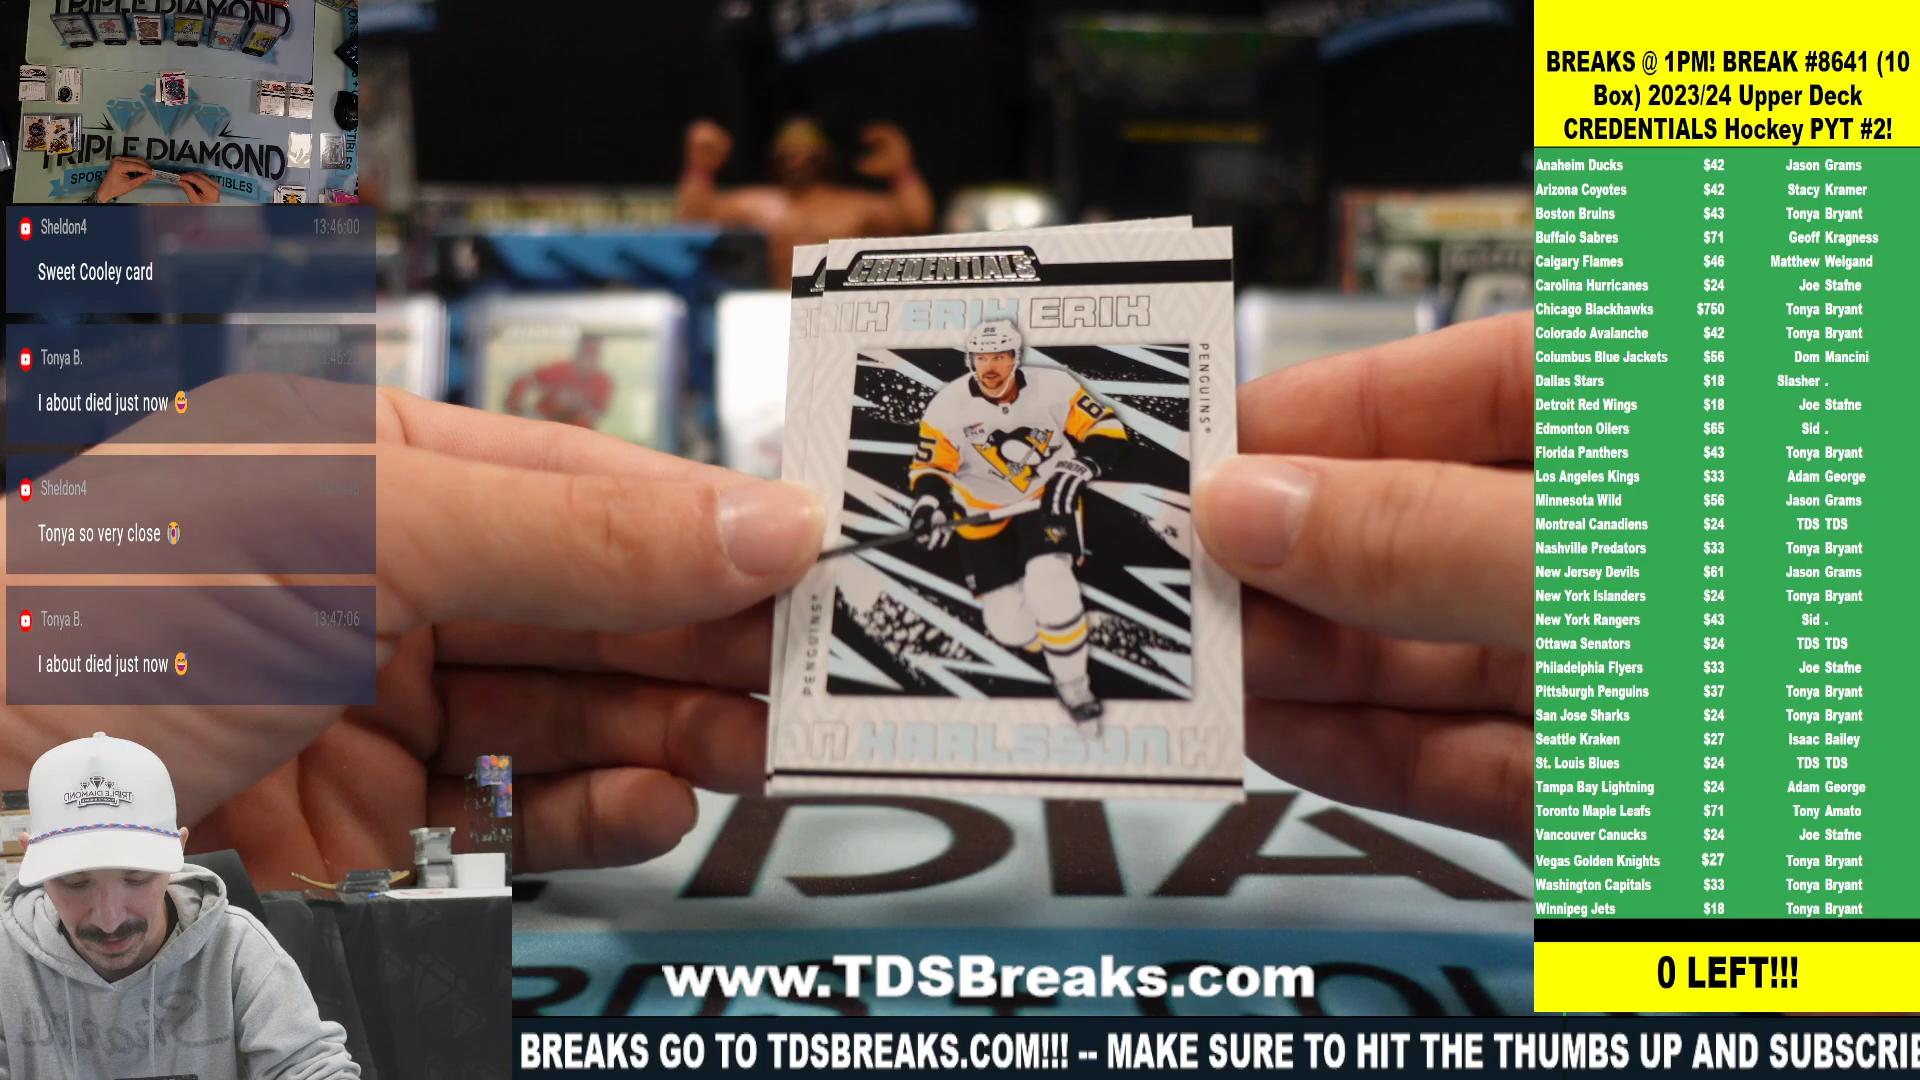 TRIPLE DIAMOND
TRIPLE DIAMOND
Sheldon4 13:46:00
Sweet Cooley card
Tonya B.
I about died just now 😅
Sheldon4
Tonya so very close 😭
Tonya B. 13:47:06
I about died just now 😅
CREDENTIALS
ERIK ERIK
PENGUINS
65
PENGUINS
KARLSSON
TRIPLE DIAMOND
DIA
www.TDSBreaks.com
BREAKS GO TO TDSBREAKS.COM!!! -- MAKE SURE TO HIT THE THUMBS UP AND SUBSCRIE
BREAKS @ 1PM! BREAK #8641 (10
Box) 2023/24 Upper Deck
CREDENTIALS Hockey PYT #2!
Anaheim Ducks $42 Jason Grams
Arizona Coyotes $42 Stacy Kramer
Boston Bruins $43 Tonya Bryant
Buffalo Sabres $71 Geoff Kragness
Calgary Flames $46 Matthew Weigand
Carolina Hurricanes $24 Joe Stafne
Chicago Blackhawks $750 Tonya Bryant
Colorado Avalanche $42 Tonya Bryant
Columbus Blue Jackets $56 Dom Mancini
Dallas Stars $18 Slasher .
Detroit Red Wings $18 Joe Stafne
Edmonton Oilers $65 Sid .
Florida Panthers $43 Tonya Bryant
Los Angeles Kings $33 Adam George
Minnesota Wild $56 Jason Grams
Montreal Canadiens $24 TDS TDS
Nashville Predators $33 Tonya Bryant
New Jersey Devils $61 Jason Grams
New York Islanders $24 Tonya Bryant
New York Rangers $43 Sid .
Ottawa Senators $24 TDS TDS
Philadelphia Flyers $33 Joe Stafne
Pittsburgh Penguins $37 Tonya Bryant
San Jose Sharks $24 Tonya Bryant
Seattle Kraken $27 Isaac Bailey
St. Louis Blues $24 TDS TDS
Tampa Bay Lightning $24 Adam George
Toronto Maple Leafs $71 Tony Amato
Vancouver Canucks $24 Joe Stafne
Vegas Golden Knights $27 Tonya Bryant
Washington Capitals $33 Tonya Bryant
Winnipeg Jets $18 Tonya Bryant
0 LEFT!!!